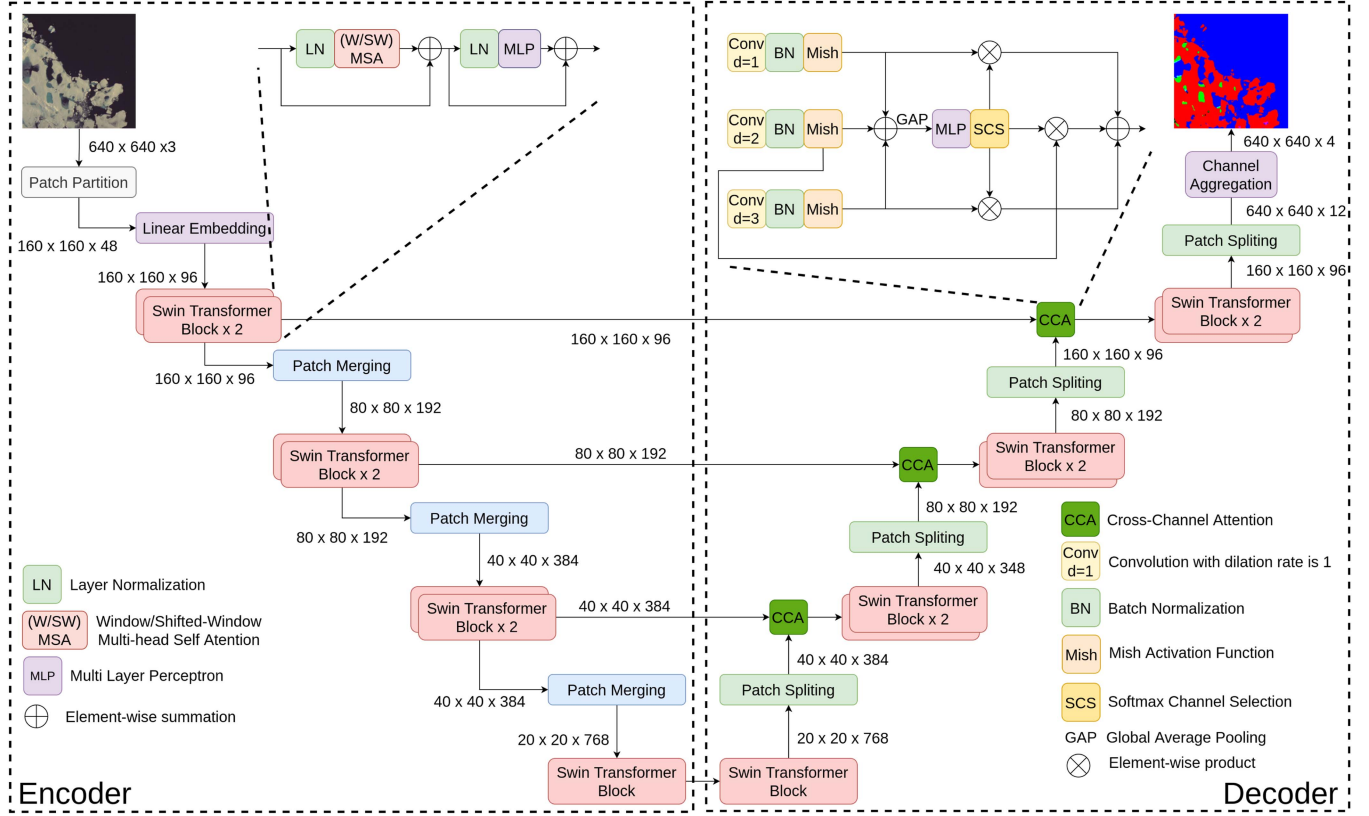 LN
(W/SW)
MSA
LN
MLP
640 x 640 x3
Patch Partition
Linear Embedding
160 x 160 x 48
160 x 160 x 96
Swin Transformer
Block x 2
160 x 160 x 96
160 x 160 x 96
Patch Merging
80 x 80 x 192
Swin Transformer
Block x 2
80 x 80 x 192
80 x 80 x 192
Patch Merging
40 x 40 x 384
Swin Transformer
Block x 2
40 x 40 x 384
40 x 40 x 384
Patch Merging
20 x 20 x 768
Swin Transformer
Block
LN
Layer Normalization
(W/SW)
MSA
Window/Shifted-Window
Multi-head Self Atention
MLP
Multi Layer Perceptron
Element-wise summation
Encoder
Conv
d=1
BN
Mish
Conv
d=2
BN
Mish
GAP
MLP
SCS
Conv
d=3
BN
Mish
640 x 640 x 4
Channel
Aggregation
640 x 640 x 12
Patch Spliting
160 x 160 x 96
Swin Transformer
Block x 2
CCA
160 x 160 x 96
Patch Spliting
80 x 80 x 192
Swin Transformer
Block x 2
CCA
80 x 80 x 192
Patch Spliting
40 x 40 x 348
Swin Transformer
Block x 2
CCA
40 x 40 x 384
Patch Spliting
20 x 20 x 768
Swin Transformer
Block
CCA
Cross-Channel Attention
Conv
d=1
Convolution with dilation rate is 1
BN
Batch Normalization
Mish
Mish Activation Function
SCS
Softmax Channel Selection
GAP
Global Average Pooling
Element-wise product
Decoder